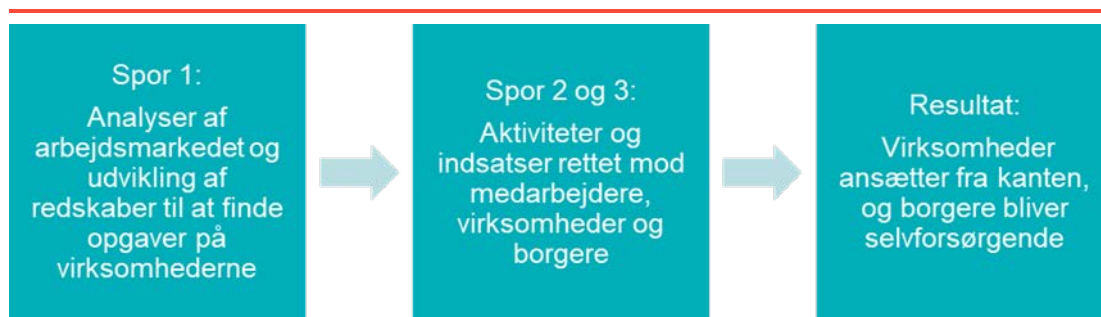 Spor 1:
Analyser af
arbejdsmarkedet og
udvikling af
redskaber til at finde
opgaver på
virksomhederne
Spor 2 og 3:
Aktiviteter og
indsatser rettet mod
medarbejdere,
virksomheder og
borgere
Resultat:
Virksomheder
ansætter fra kanten,
og borgere bliver
selvforsørgende